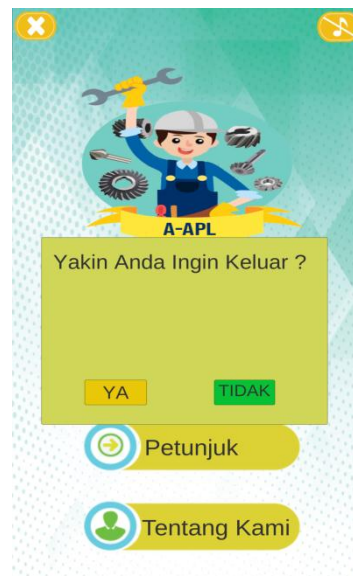 A-APL
Yakin Anda Ingin Keluar ?
YA
TIDAK
Petunjuk
Tentang Kami